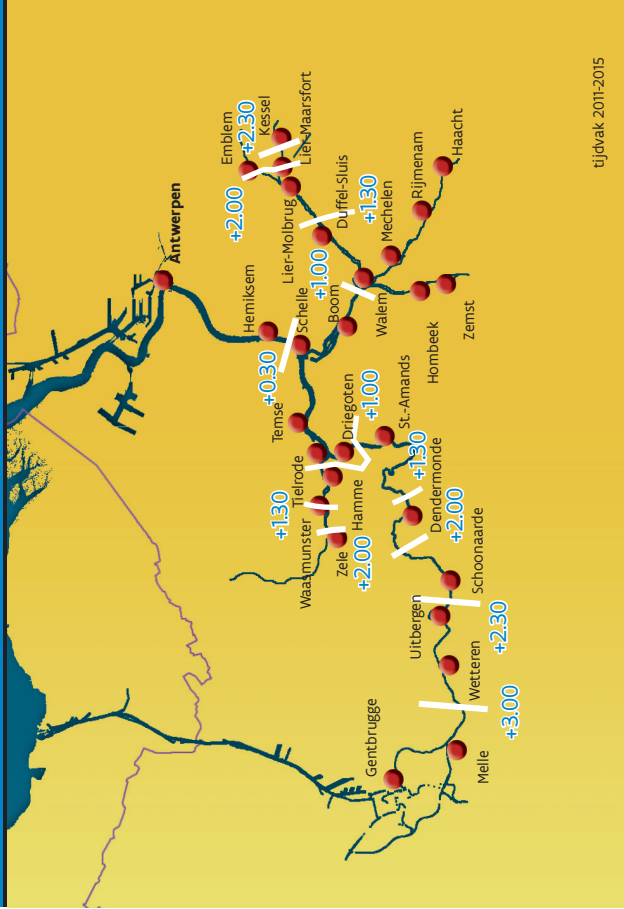 Emblem
+2.30
Kessel
Lier-Maarsfort
+2.00
Antwerpen
Lier-Molbrug
Duffel-Sluis
+1.30
Mechelen
Rijmenam
Haacht
Hemiksem
+1.00
Schelle
Boom
Walem
Hombeek
Zemst
+0.30
Temse
Driegoten
+1.00
St.-Amands
Tielrode
+1.30
Hamme
Waasmunster
Zele
+2.00
+1.30
Dendermonde
+2.00
Schoonaarde
Uitbergen
+2.30
Wetteren
+3.00
Gentbrugge
Melle
tijdvak 2011-2015